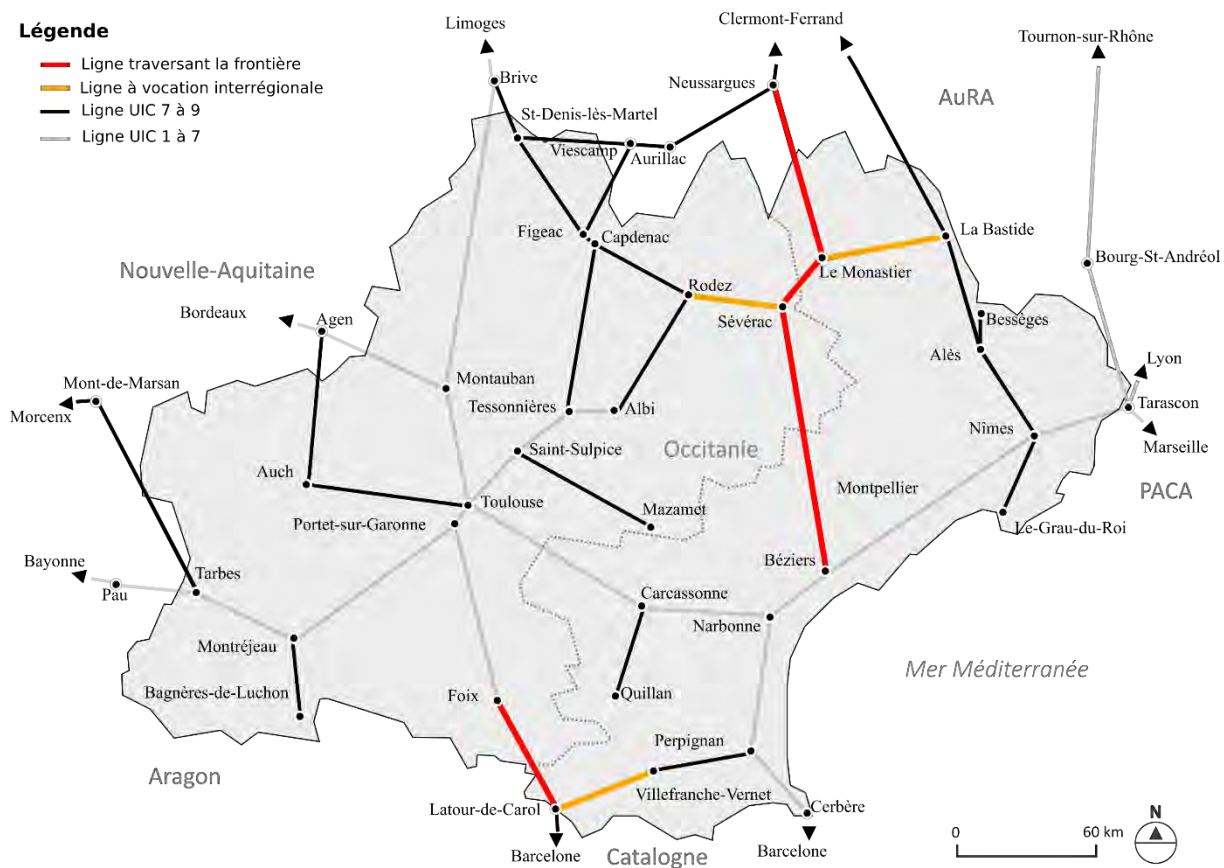 Légende
Ligne traversant la frontière
Ligne à vocation interrégionale
Ligne UIC 7 à 9
Ligne UIC 1 à 7
Limoges
Clermont-Ferrand
Tournon-sur-Rhône
Brive
Neussargues
AuRA
St-Denis-lès-Martel
Viescamp
Aurillac
Figeac
Capdenac
La Bastide
Le Monastier
Bourg-St-Andréol
Nouvelle-Aquitaine
Rodez
Sévérac
Bordeaux
Agen
Bessèges
Alès
Lyon
Mont-de-Marsan
Montauban
Morcenx
Tessonnières
Albi
Tarascon
Nîmes
Marseille
Saint-Sulpice
Occitanie
Auch
Toulouse
Montpellier
PACA
Portet-sur-Garonne
Mazamet
Le-Grau-du-Roi
Bayonne
Béziers
Tarbes
Pau
Carcassonne
Narbonne
Montréjeau
Mer Méditerranée
Bagnères-de-Luchon
Foix
Quillan
Perpignan
Aragon
Villefranche-Vernet
Latour-de-Carol
Cerbère
N
0
60 km
Barcelone
Catalogne
Barcelone